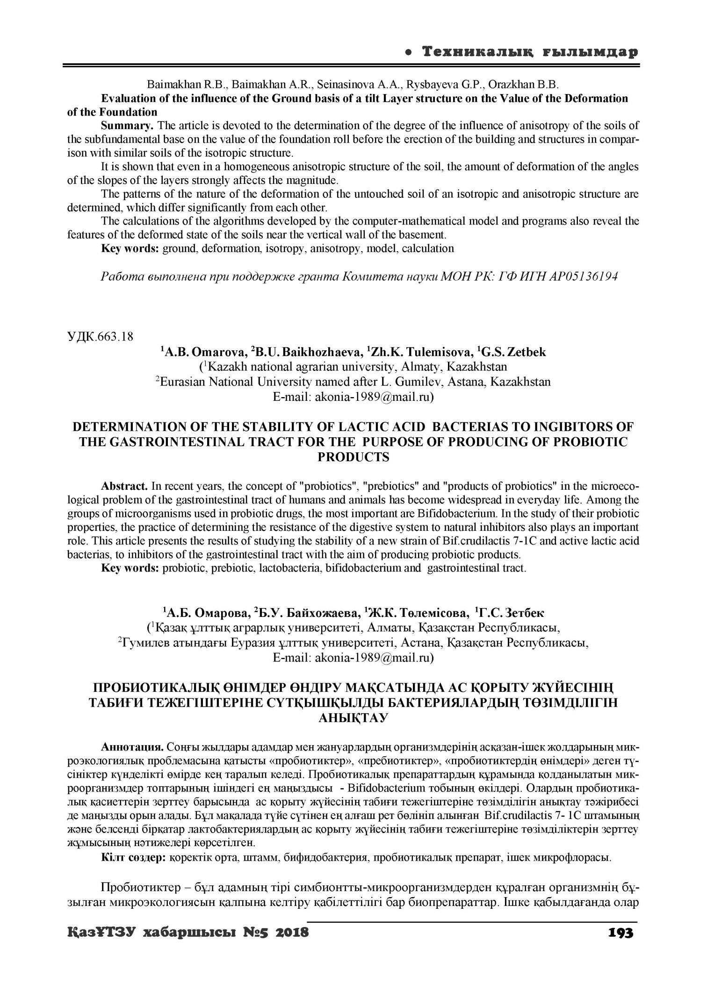 • Техникалық ғылымдар
Baimakhan R.B., Baimakhan A.R., Seinasinova A.A., Rysbayeva G.P., Orazkhan B.B.
Evaluation of the influence of the Ground basis of a tilt Layer structure on the Value of the Deformation
of the Foundation
Summary. The article is devoted to the determination of the degree of the influence of anisotropy of the soils of
the subfundamental base on the value of the foundation roll before the erection of the building and structures in compar-
ison with similar soils of the isotropic structure.
It is shown that even in a homogeneous anisotropic structure of the soil, the amount of deformation of the angles
of the slopes of the layers strongly affects the magnitude.
The patterns of the nature of the deformation of the untouched soil of an isotropic and anisotropic structure are
determined, which differ significantly from each other.
The calculations of the algorithms developed by the computer-mathematical model and programs also reveal the
features of the deformed state of the soils near the vertical wall of the basement.
Key words: ground, deformation, isotropy, anisotropy, model, calculation
Работа выполнена при поддержке гранта Комитета науки МОН РК: ГФ ИГН АР05136194
УДК.663.18
¹A.B. Omarova, ²B.U. Baikhozhaeva, ¹Zh.K. Tulemisova, ¹G.S. Zetbek
(¹Kazakh national agrarian university, Almaty, Kazakhstan
²Eurasian National University named after L. Gumilev, Astana, Kazakhstan
E-mail: akonia-1989@mail.ru)
DETERMINATION OF THE STABILITY OF LACTIC ACID BACTERIAS TO INGIBITORS OF
THE GASTROINTESTINAL TRACT FOR THE PURPOSE OF PRODUCING OF PROBIOTIC
PRODUCTS
Abstract. In recent years, the concept of "probiotics", "prebiotics" and "products of probiotics" in the microeco-
logical problem of the gastrointestinal tract of humans and animals has become widespread in everyday life. Among the
groups of microorganisms used in probiotic drugs, the most important are Bifidobacterium. In the study of their probiotic
properties, the practice of determining the resistance of the digestive system to natural inhibitors also plays an important
role. This article presents the results of studying the stability of a new strain of Bif.crudilactis 7-1C and active lactic acid
bacterias, to inhibitors of the gastrointestinal tract with the aim of producing probiotic products.
Key words: probiotic, prebiotic, lactobacteria, bifidobacterium and gastrointestinal tract.
¹А.Б. Омарова, ²Б.У. Байхожаева, ¹Ж.К. Төлемісова, ¹Г.С. Зетбек
(¹Қазақ ұлттық аграрлық университеті, Алматы, Қазақстан Республикасы,
²Гумилев атындағы Еуразия ұлттық университеті, Астана, Қазақстан Республикасы,
E-mail: akonia-1989@mail.ru)
ПРОБИОТИКАЛЫҚ ӨНІМДЕР ӨНДІРУ МАҚСАТЫНДА АС ҚОРЫТУ ЖҮЙЕСІНІҢ
ТАБИҒИ ТЕЖЕГІШТЕРІНЕ СҮТҚЫШҚЫЛДЫ БАКТЕРИЯЛАРДЫҢ ТӨЗІМДІЛІГІН
АНЫҚТАУ
Аннотация. Соңғы жылдары адамдар мен жануарлардың организмдерінің асқазан-ішек жолдарының мик-
роэкологиялық проблемасына қатысты «пробиотиктер», «пребиотиктер», «пробиотиктердің өнімдері» деген тү-
сініктер күнделікті өмірде кең таралып келеді. Пробиотикалық препараттардың құрамында қолданылатын мик-
роорганизмдер топтарының ішіндегі ең маңыздысы - Bifidobacterium тобының өкілдері. Олардың пробиотика-
лық қасиеттерін зерттеу барысында ас қорыту жүйесінің табиғи тежегіштеріне төзімділігін анықтау тәжірибесі
де маңызды орын алады. Бұл мақалада түйе сүтінен ең алғаш рет бөлініп алынған Bif.crudilactis 7- 1C штамының
және белсенді бірқатар лактобактериялардың ас қорыту жүйесінің табиғи тежегіштеріне төзімділіктерін зерттеу
жұмысының нәтижелері көрсетілген.
Кілт сөздер: қоректік орта, штамм, бифидобактерия, пробиотикалық препарат, ішек микрофлорасы.
Пробиотиктер – бұл адамның тірі симбионтты-микроорганизмдерден құралған организмнің бұ-
зылған микроэкологиясын қалпына келтіру қабілеттілігі бар биопрепараттар. Ішке қабылдағанда олар
ҚазҰТЗУ хабаршысы №5 2018
193